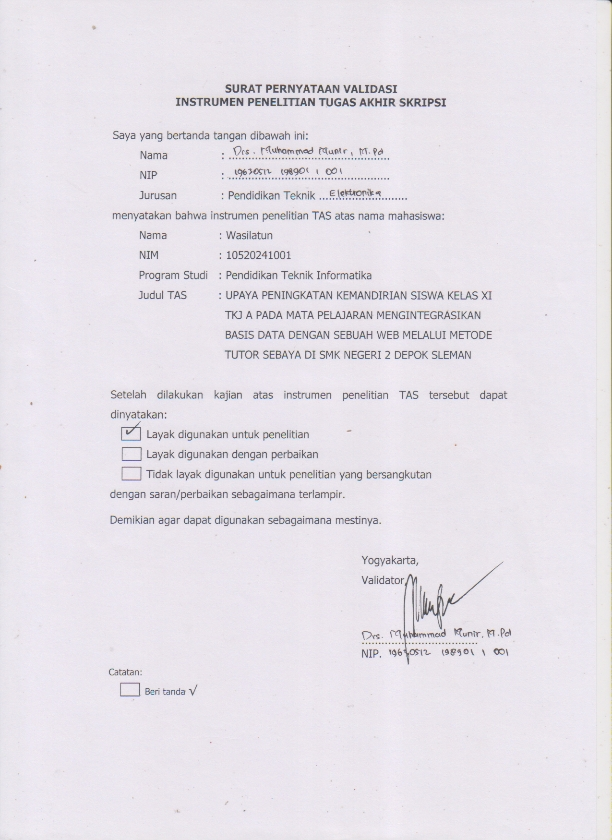 SURAT PERNYATAAN VALIDASI
INSTRUMEN PENELITIAN TUGAS AKHIR SKRIPSI
Saya yang bertanda tangan dibawah ini:
Nama : Drs. Muhammad Munir, M.Pd
NIP : 19630512 198901 1 001
Jurusan : Pendidikan Teknik Elektronika
menyatakan bahwa instrumen penelitian TAS atas nama mahasiswa:
Nama : Wasilatun
NIM : 10520241001
Program Studi : Pendidikan Teknik Informatika
Judul TAS : UPAYA PENINGKATAN KEMANDIRIAN SISWA KELAS XI
TKJ A PADA MATA PELAJARAN MENGINTEGRASIKAN
BASIS DATA DENGAN SEBUAH WEB MELALUI METODE
TUTOR SEBAYA DI SMK NEGERI 2 DEPOK SLEMAN
Setelah dilakukan kajian atas instrumen penelitian TAS tersebut dapat
dinyatakan:
✓ Layak digunakan untuk penelitian
Layak digunakan dengan perbaikan
Tidak layak digunakan untuk penelitian yang bersangkutan
dengan saran/perbaikan sebagaimana terlampir.
Demikian agar dapat digunakan sebagaimana mestinya.
Yogyakarta,
Validator,
Drs. Muhammad Munir, M.Pd
NIP. 19630512 198901 1 001
Catatan:
Beri tanda √